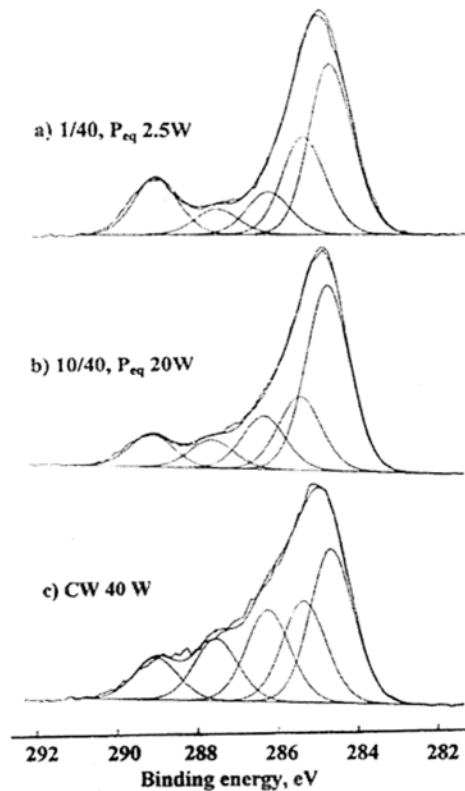 a) 1/40, Peq 2.5W
b) 10/40, Peq 20W
c) CW 40 W
292 290 288 286 284 282
Binding energy, eV